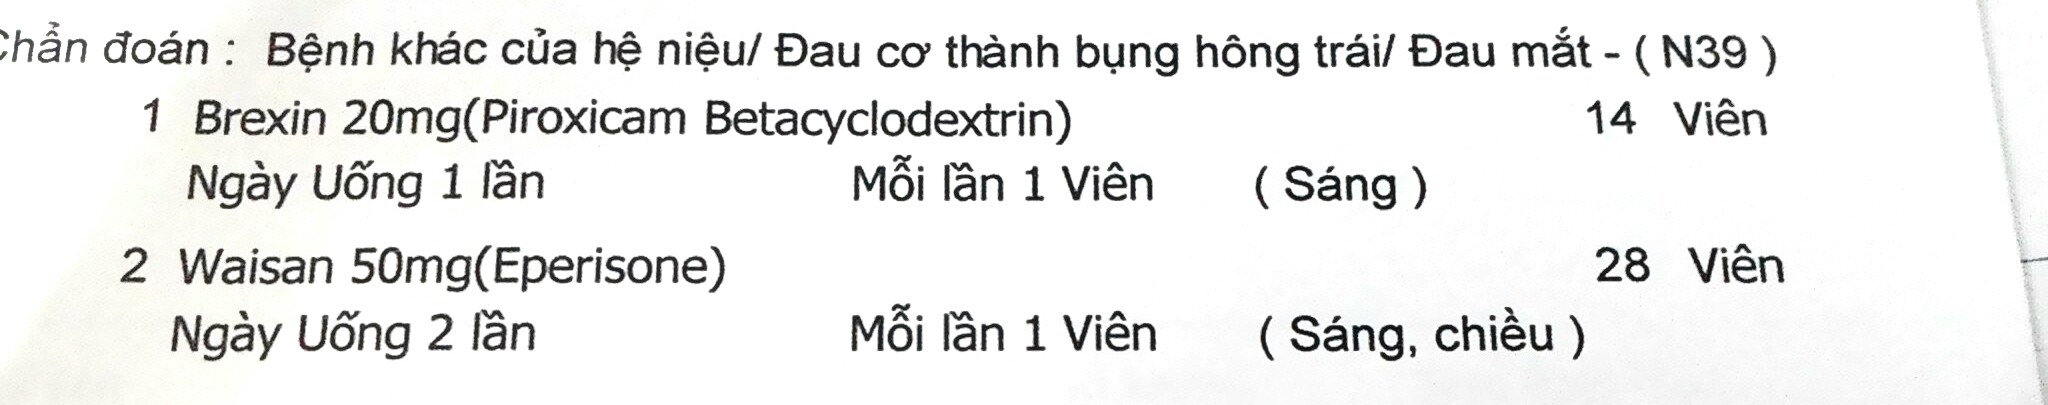 Chẩn đoán : Bệnh khác của hệ niệu/ Đau cơ thành bụng hông trái/ Đau mắt - ( N39 )
1 Brexin 20mg(Piroxicam Betacyclodextrin) 14 Viên
Ngày Uống 1 lần Mỗi lần 1 Viên ( Sáng )
2 Waisan 50mg(Eperisone) 28 Viên
Ngày Uống 2 lần Mỗi lần 1 Viên ( Sáng, chiều )